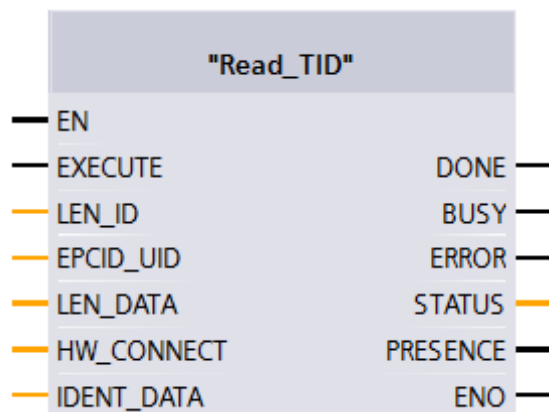 "Read_TID"
EN
EXECUTE DONE
LEN_ID BUSY
EPCID_UID ERROR
LEN_DATA STATUS
HW_CONNECT PRESENCE
IDENT_DATA ENO